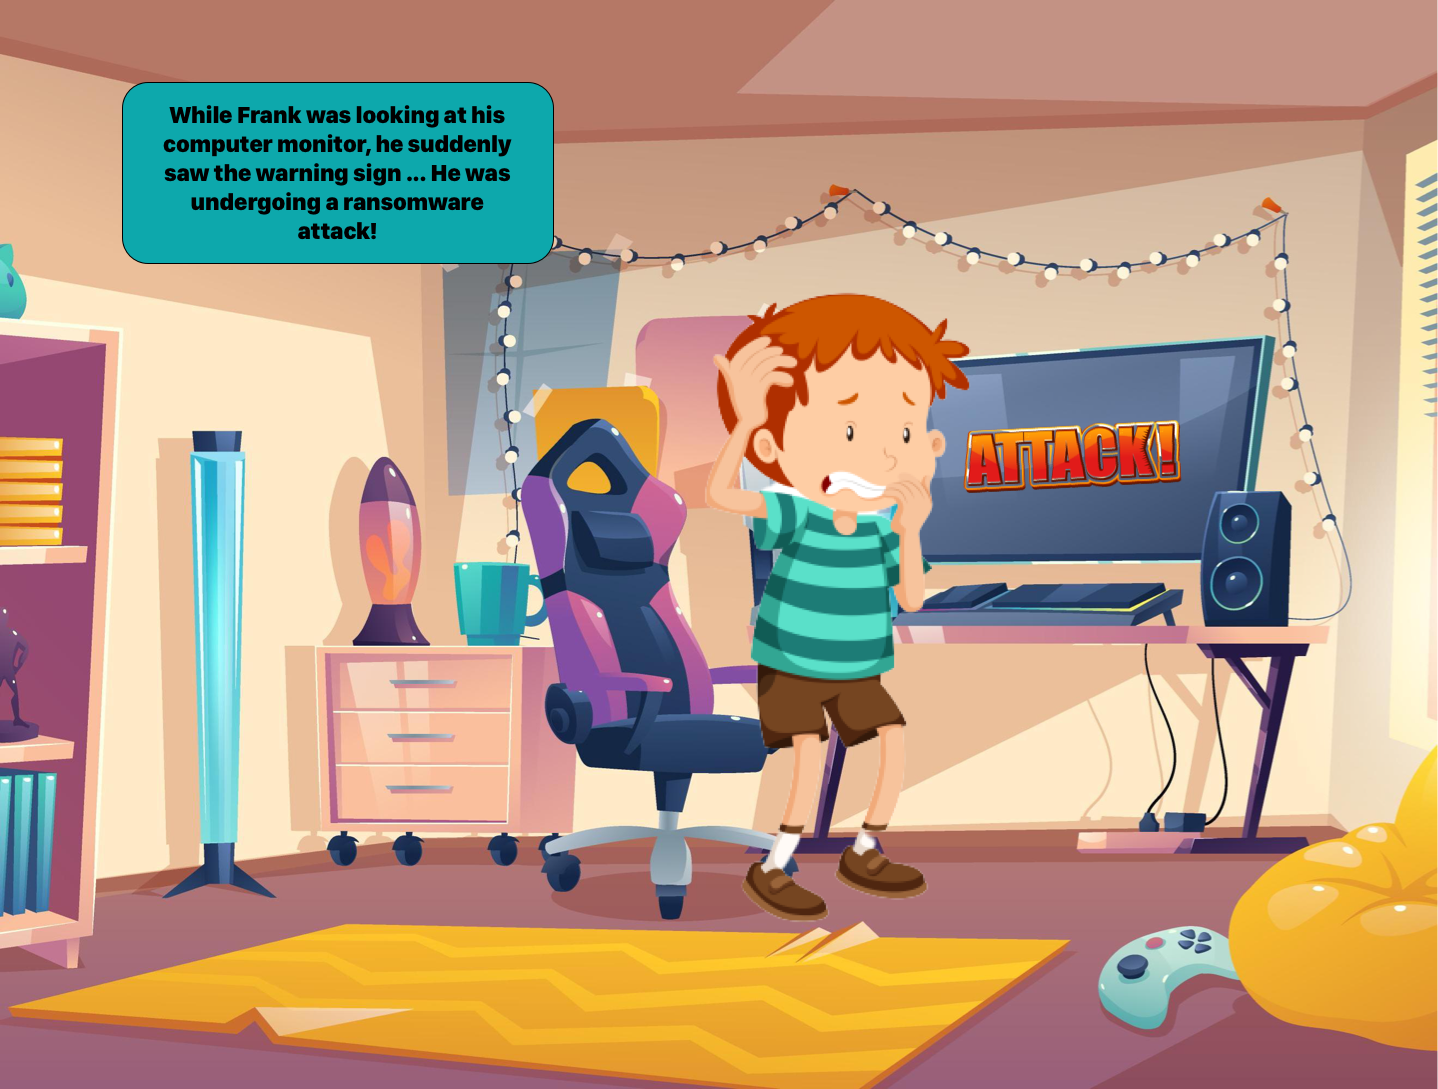 While Frank was looking at his
computer monitor, he suddenly
saw the warning sign ... He was
undergoing a ransomware
attack!
ATTACK!